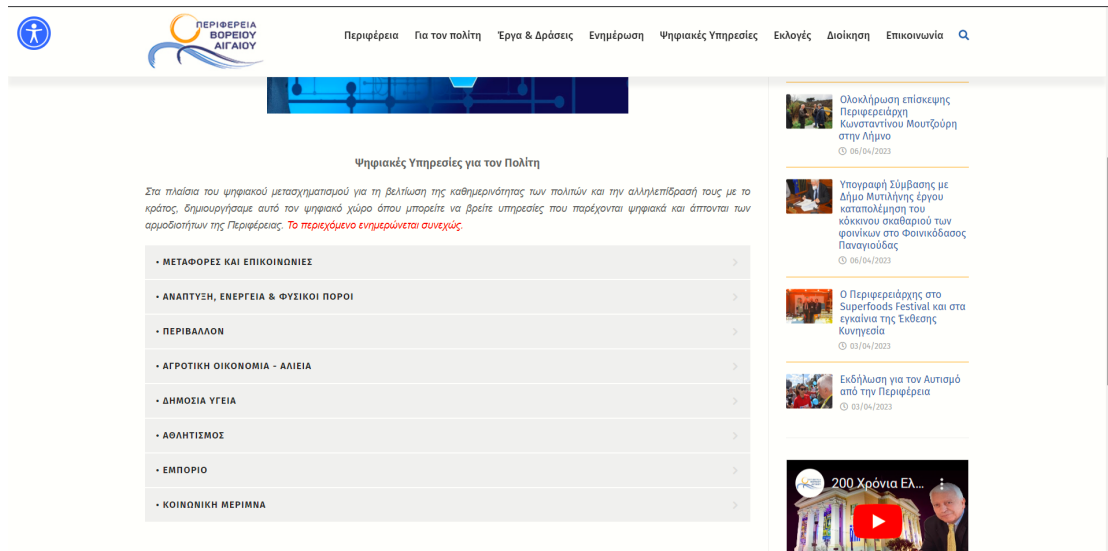 ΠΕΡΙΦΕΡΕΙΑ
ΒΟΡΕΙΟΥ
ΑΙΓΑΙΟΥ
Περιφέρεια Για τον πολίτη Έργα & Δράσεις Ενημέρωση Ψηφιακές Υπηρεσίες Εκλογές Διοίκηση Επικοινωνία
Ψηφιακές Υπηρεσίες για τον Πολίτη
Στα πλαίσια του ψηφιακού μετασχηματισμού για τη βελτίωση της καθημερινότητας των πολιτών και την αλληλεπίδρασή τους με το
κράτος, δημιουργήσαμε αυτό τον ψηφιακό χώρο όπου μπορείτε να βρείτε υπηρεσίες που παρέχονται ψηφιακά και άπτονται των
αρμοδιοτήτων της Περιφέρειας. Το περιεχόμενο ενημερώνεται συνεχώς.
• ΜΕΤΑΦΟΡΕΣ ΚΑΙ ΕΠΙΚΟΙΝΩΝΙΕΣ
• ΑΝΑΠΤΥΞΗ, ΕΝΕΡΓΕΙΑ & ΦΥΣΙΚΟΙ ΠΟΡΟΙ
• ΠΕΡΙΒΑΛΛΟΝ
• ΑΓΡΟΤΙΚΗ ΟΙΚΟΝΟΜΙΑ - ΑΛΙΕΙΑ
• ΔΗΜΟΣΙΑ ΥΓΕΙΑ
• ΑΘΛΗΤΙΣΜΟΣ
• ΕΜΠΟΡΙΟ
• ΚΟΙΝΩΝΙΚΗ ΜΕΡΙΜΝΑ
Ολοκλήρωση επίσκεψης
Περιφερειάρχη
Κωνσταντίνου Μουτζούρη
στην Λήμνο
06/04/2023
Υπογραφή Σύμβασης με
Δήμο Μυτιλήνης έργου
καταπολέμηση του
κόκκινου σκαθαριού των
φοινίκων στο Φοινικόδασος
Παναγιούδας
06/04/2023
Ο Περιφερειάρχης στο
Superfoods Festival και στα
εγκαίνια της Έκθεσης
Κυνηγεσία
03/04/2023
Εκδήλωση για τον Αυτισμό
από την Περιφέρεια
03/04/2023
200 Χρόνια Ελ...